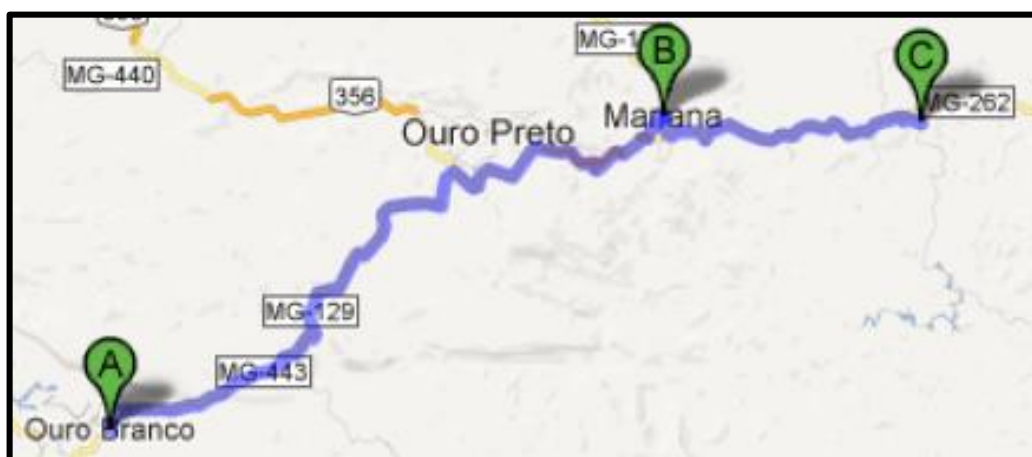 MG-440
356
MG-1
B
C
Mariana
MG-262
Ouro Preto
MG-129
MG-443
A
Ouro Branco